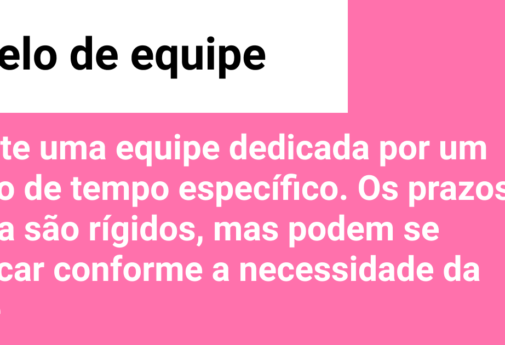 elo de equipe
te uma equipe dedicada por um
o de tempo específico. Os prazos
a são rígidos, mas podem se
car conforme a necessidade da